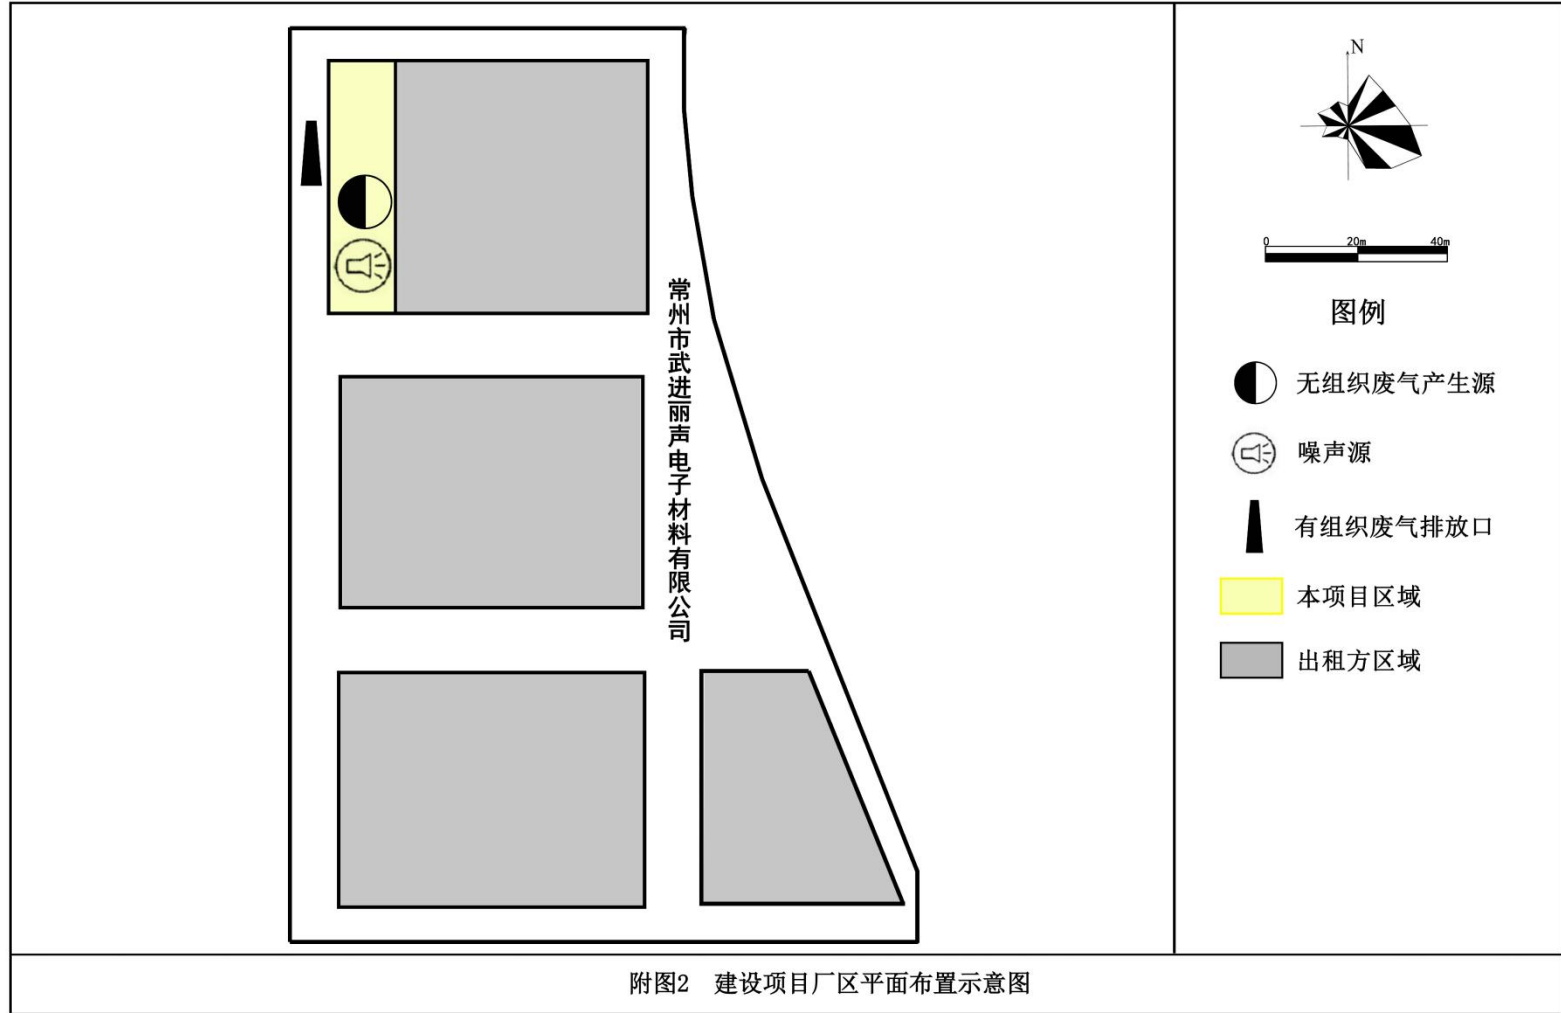 N
0 20m 40m
图例
无组织废气产生源
噪声源
有组织废气排放口
本项目区域
出租方区域
常州市武进丽声电子材料有限公司
附图2 建设项目厂区平面布置示意图